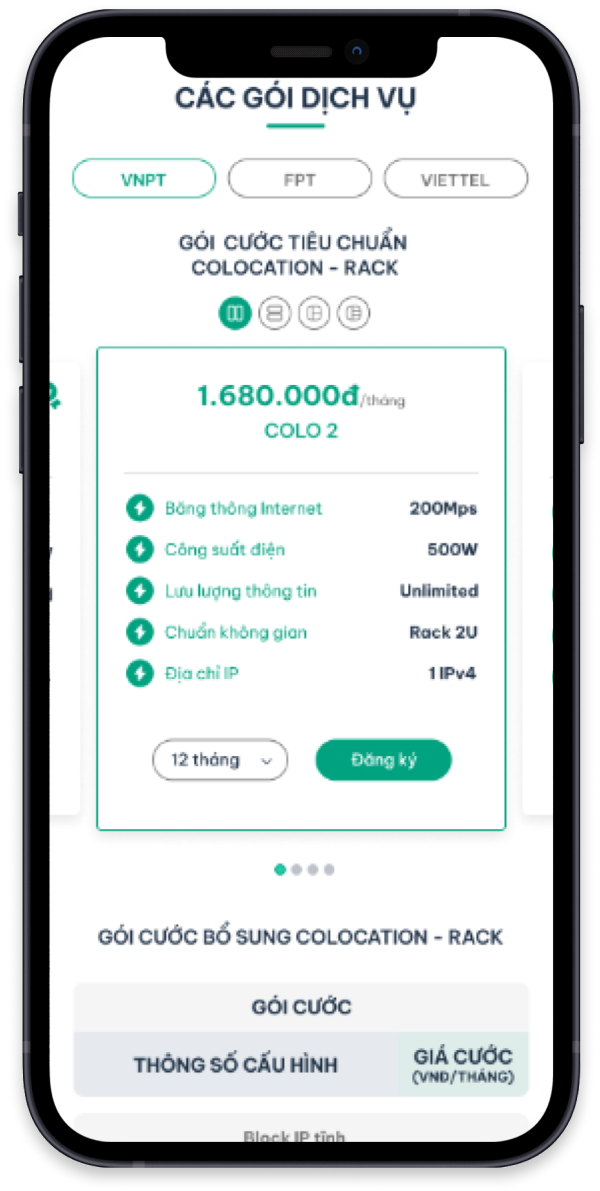 CÁC GÓI DỊCH VỤ
VNPT
FPT
VIETTEL
GÓI CƯỚC TIÊU CHUẨN
COLOCATION - RACK
1.680.000đ/tháng
COLO 2
Băng thông Internet
200Mps
Công suất điện
500W
Lưu lượng thông tin
Unlimited
Chuẩn không gian
Rack 2U
Địa chỉ IP
1 IPv4
12 tháng
Đăng ký
GÓI CƯỚC BỔ SUNG COLOCATION - RACK
GÓI CƯỚC
THÔNG SỐ CẤU HÌNH
GIÁ CƯỚC
(VNĐ/THÁNG)
Block IP tĩnh